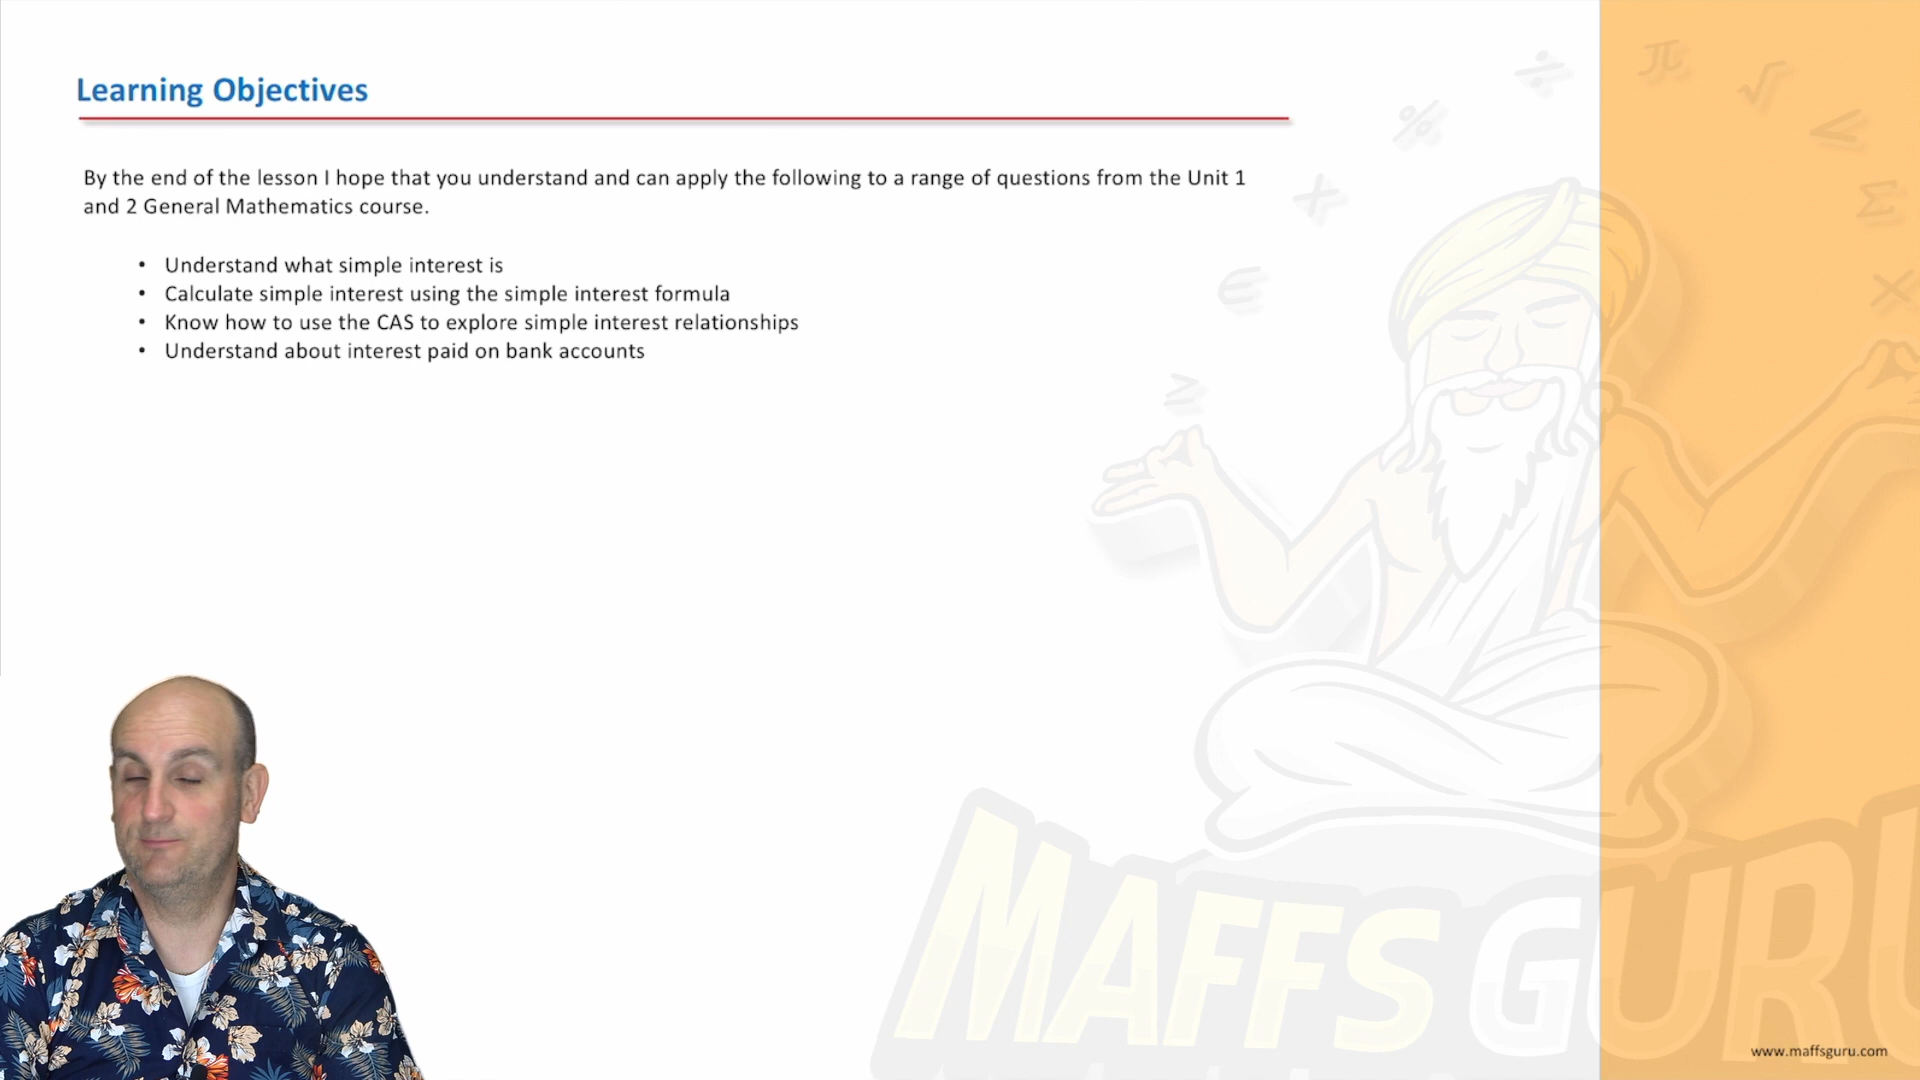 Learning Objectives
By the end of the lesson I hope that you understand and can apply the following to a range of questions from the Unit 1
and 2 General Mathematics course.
• Understand what simple interest is
• Calculate simple interest using the simple interest formula
• Know how to use the CAS to explore simple interest relationships
• Understand about interest paid on bank accounts
÷ π √ ≤ % + Σ × ∈ ≥
MAFFS GURU
www.maffsguru.com